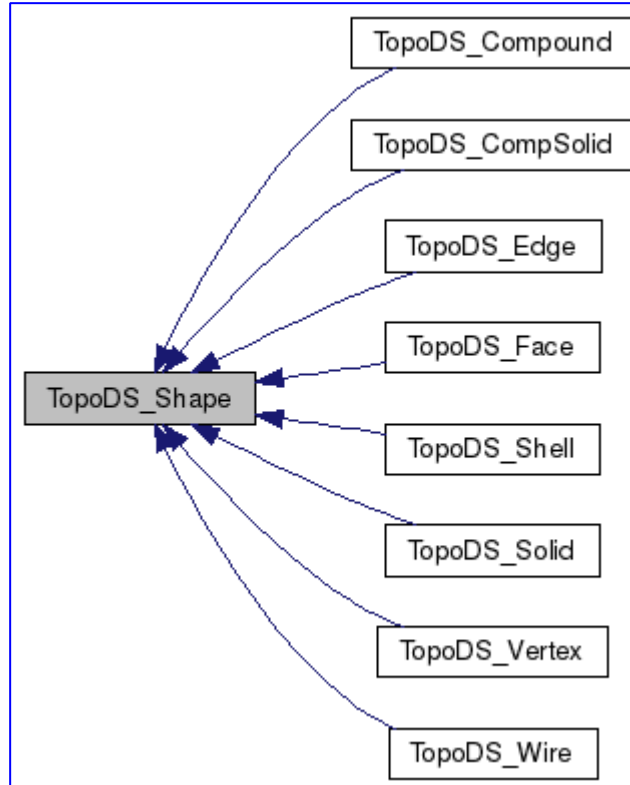 TopoDS_Compound
TopoDS_CompSolid
TopoDS_Edge
TopoDS_Face
TopoDS_Shape
TopoDS_Shell
TopoDS_Solid
TopoDS_Vertex
TopoDS_Wire